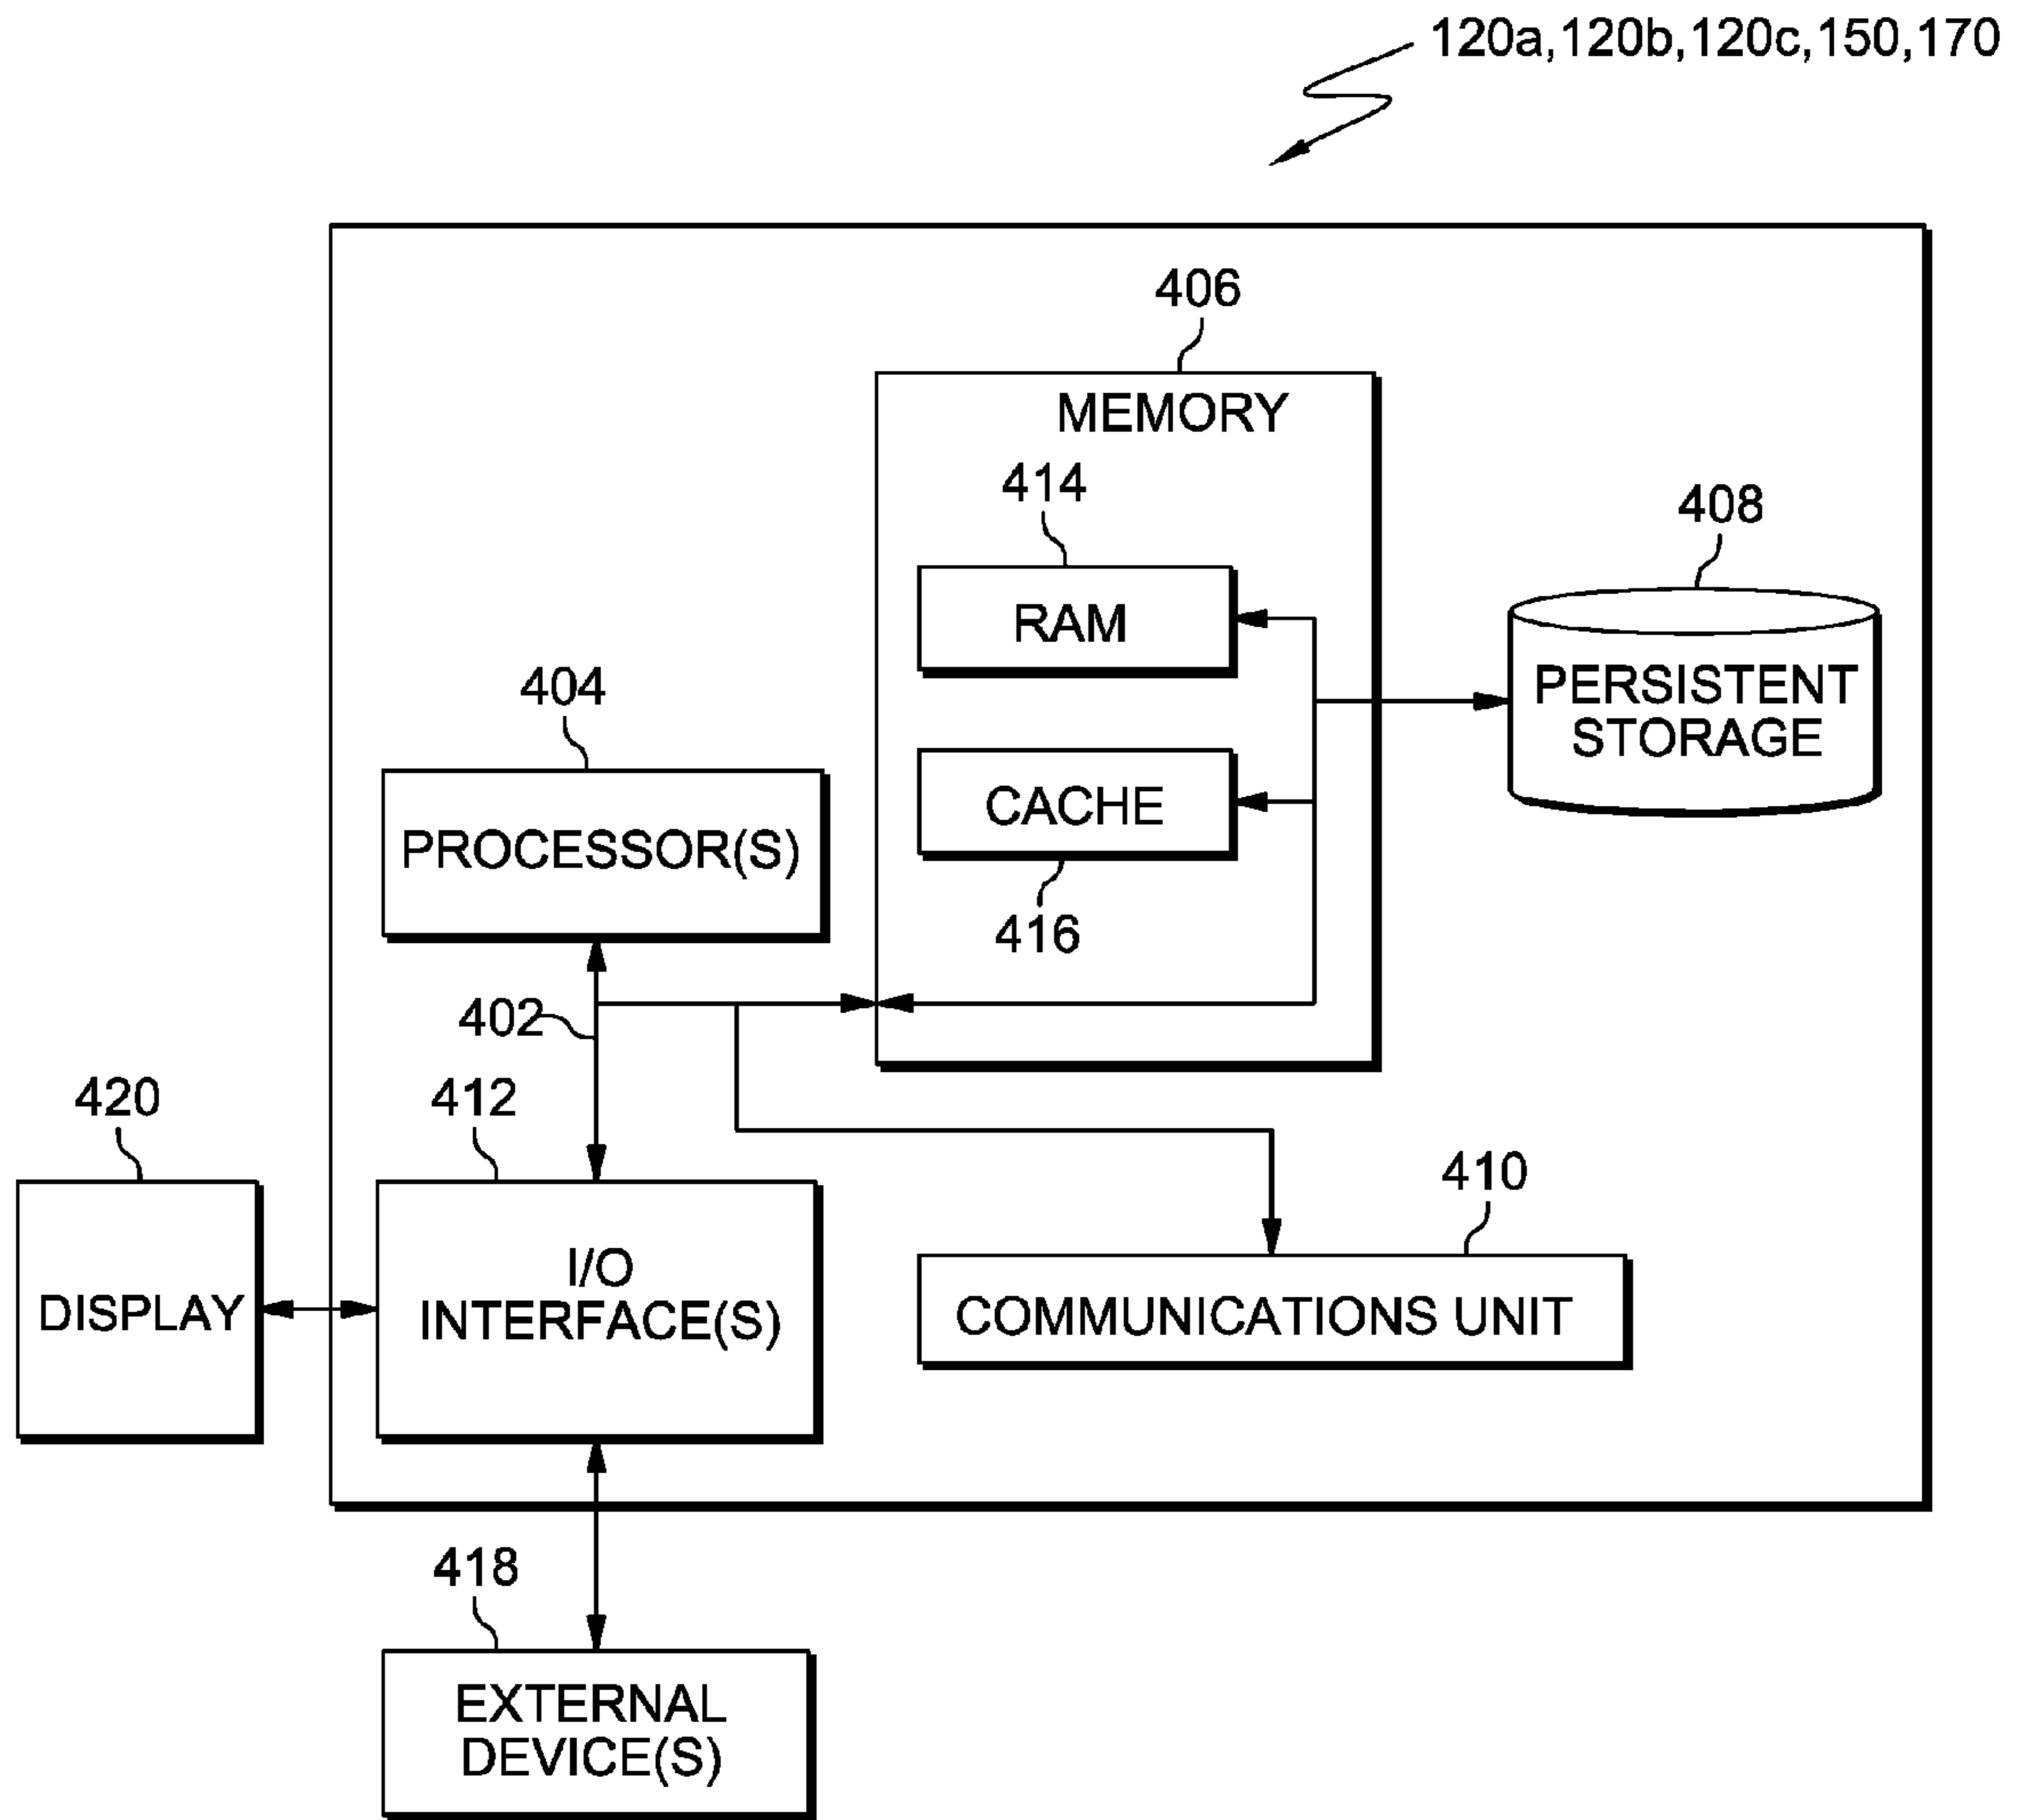 120a,120b,120c,150,170
406
MEMORY
414
RAM
408
PERSISTENT
STORAGE
404
PROCESSOR(S)
CACHE
416
402
420
412
410
DISPLAY
I/O
INTERFACE(S)
COMMUNICATIONS UNIT
418
EXTERNAL
DEVICE(S)